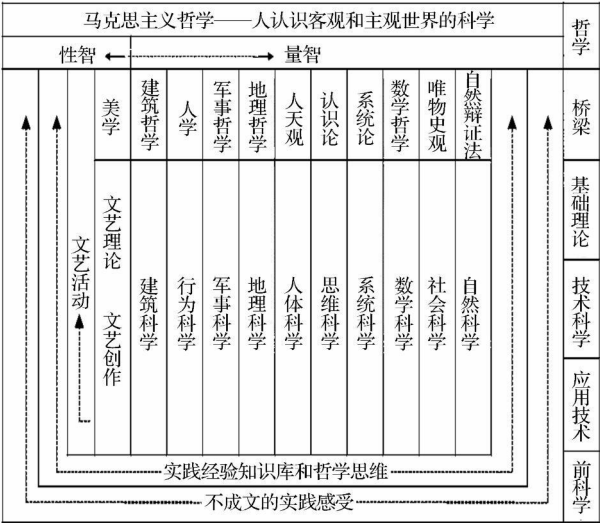 马克思主义哲学——人认识客观和主观世界的科学
哲学
性智
量智
桥梁
美学
建筑哲学
人学
军事哲学
地理哲学
人天观
认识论
系统论
数学哲学
唯物史观
自然辩证法
基础理论
技术科学
应用技术
文艺活动
文艺理论
文艺创作
建筑科学
行为科学
军事科学
地理科学
人体科学
思维科学
系统科学
数学科学
社会科学
自然科学
实践经验知识库和哲学思维
不成文的实践感受
前科学